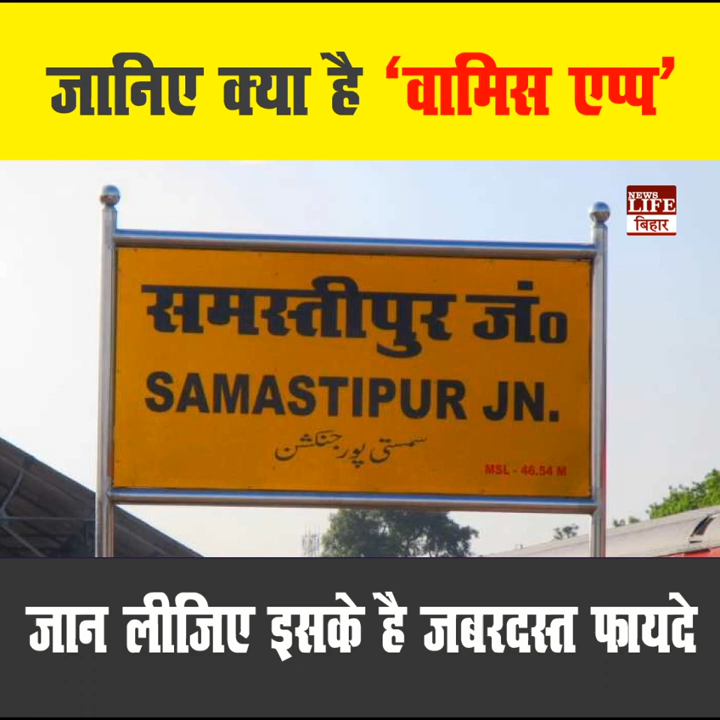 जानिए क्या है ‘वामिस एप्प’
NEWS
LIFE
बिहार
समस्तीपुर जं०
SAMASTIPUR JN.
سمستی پور جنکشن
MSL - 46.54 M
जान लीजिए इसके है जबरदस्त फायदे